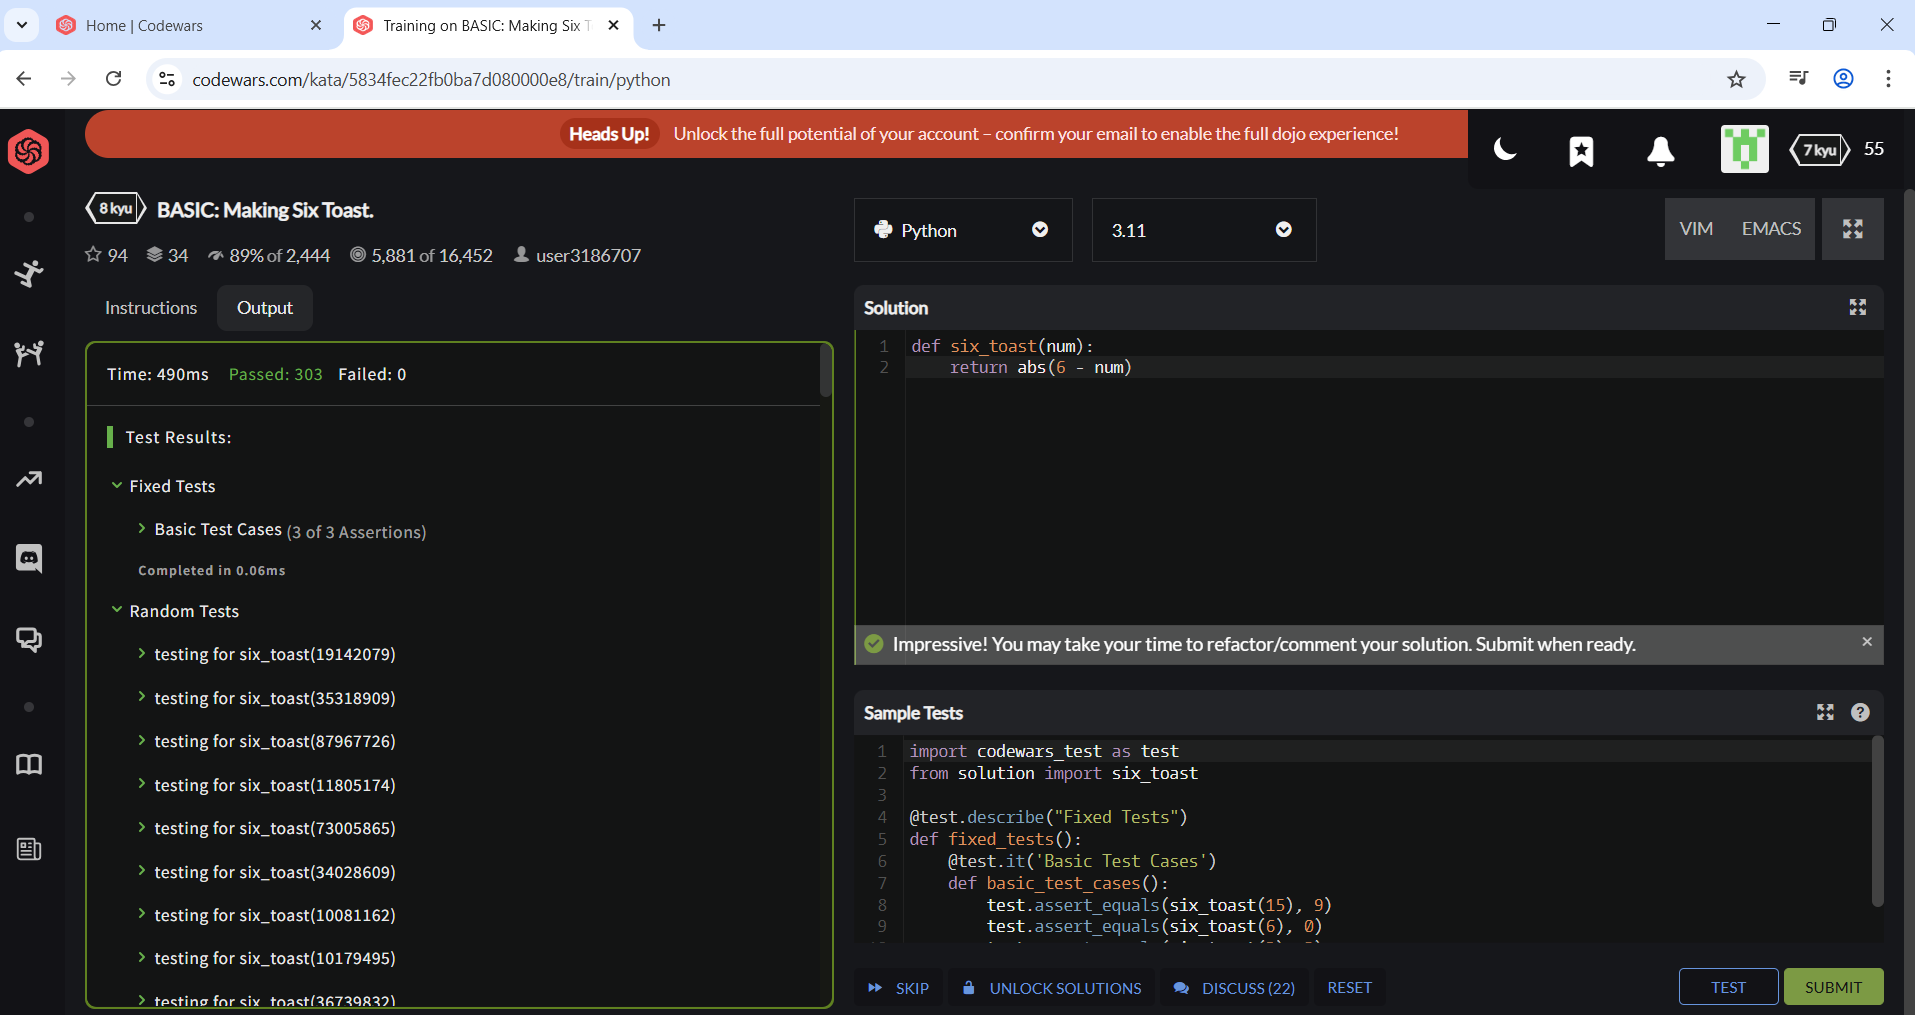 Home | Codewars
Training on BASIC: Making Six T
codewars.com/kata/5834fec22fb0ba7d080000e8/train/python
Heads Up! Unlock the full potential of your account – confirm your email to enable the full dojo experience!
7 kyu 55
8 kyu BASIC: Making Six Toast.
94 34 89% of 2,444 5,881 of 16,452 user3186707
Python
3.11
VIM EMACS
Instructions
Output
Time: 490ms Passed: 303 Failed: 0
Test Results:
Fixed Tests
Basic Test Cases (3 of 3 Assertions)
Completed in 0.06ms
Random Tests
testing for six_toast(19142079)
testing for six_toast(35318909)
testing for six_toast(87967726)
testing for six_toast(11805174)
testing for six_toast(73005865)
testing for six_toast(34028609)
testing for six_toast(10081162)
testing for six_toast(10179495)
testing for six_toast(36739832)
Solution
1 def six_toast(num):
2 return abs(6 - num)
Impressive! You may take your time to refactor/comment your solution. Submit when ready.
Sample Tests
1 import codewars_test as test
2 from solution import six_toast
3
4 @test.describe("Fixed Tests")
5 def fixed_tests():
6 @test.it('Basic Test Cases')
7 def basic_test_cases():
8 test.assert_equals(six_toast(15), 9)
9 test.assert_equals(six_toast(6), 0)
SKIP
UNLOCK SOLUTIONS
DISCUSS (22)
RESET
TEST
SUBMIT